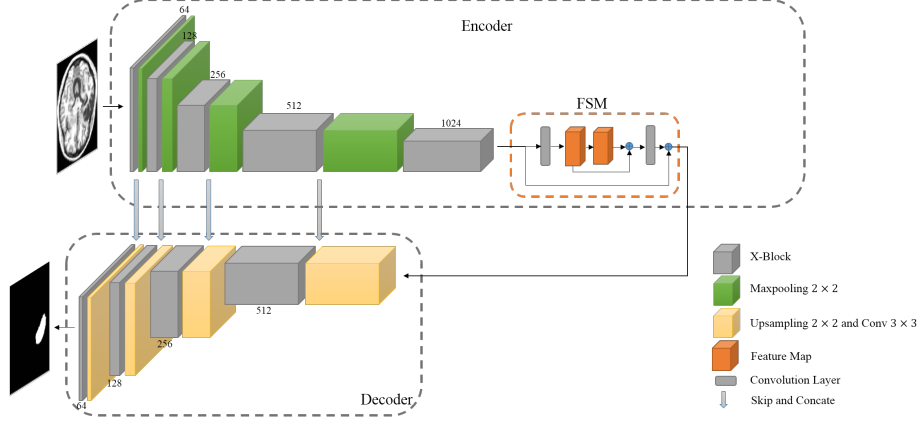 Encoder
64
128
256
512
1024
FSM
512
256
128
64
Decoder
X-Block
Maxpooling 2 × 2
Upsampling 2 × 2 and Conv 3 × 3
Feature Map
Convolution Layer
Skip and Concate